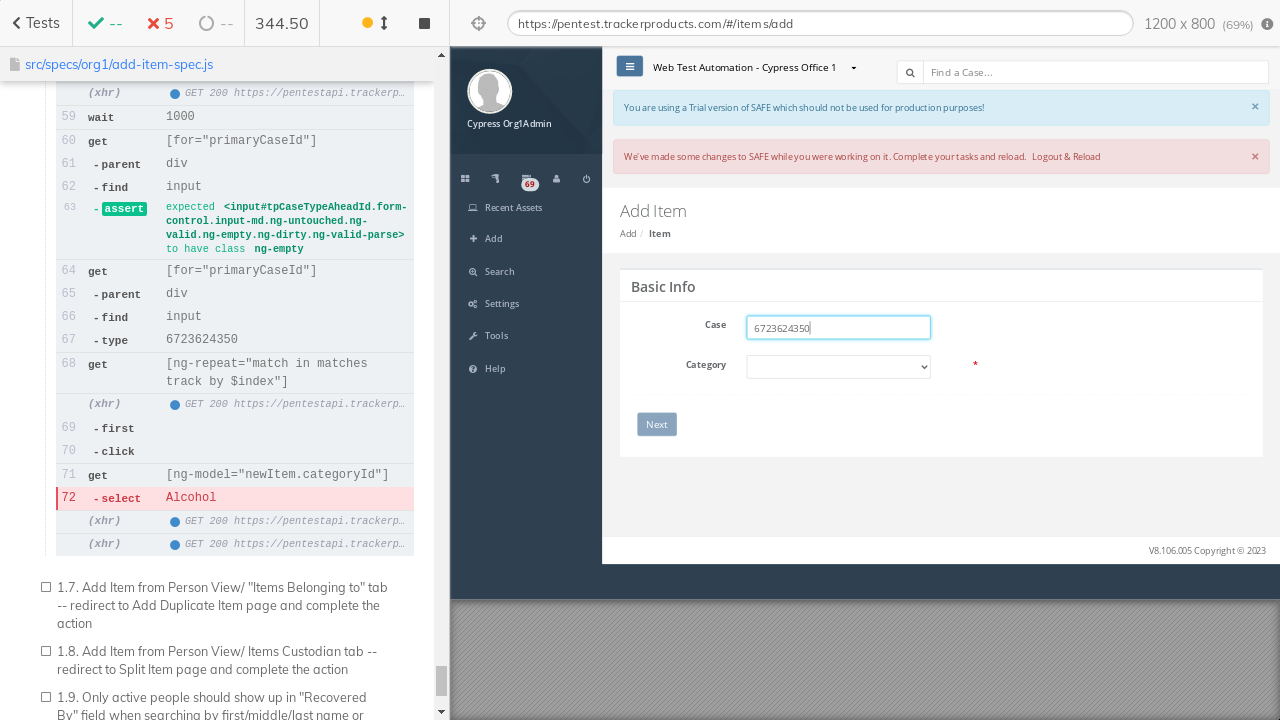 Tests
--
5
--
344.50
https://pentest.trackerproducts.com/#/items/add
1200 x 800 (69%)
src/specs/org1/add-item-spec.js
(xhr) GET 200 https://pentestapi.trackerp…
59 wait 1000
60 get [for="primaryCaseId"]
61 - parent div
62 - find input
63 - assert expected <input#tpCaseTypeAheadId.form-
control.input-md.ng-untouched.ng-
valid.ng-empty.ng-dirty.ng-valid-parse>
to have class ng-empty
64 get [for="primaryCaseId"]
65 - parent div
66 - find input
67 - type 6723624350
68 get [ng-repeat="match in matches
track by $index"]
(xhr) GET 200 https://pentestapi.trackerp…
69 - first
70 - click
71 get [ng-model="newItem.categoryId"]
72 - select Alcohol
(xhr) GET 200 https://pentestapi.trackerp…
(xhr) GET 200 https://pentestapi.trackerp…
1.7. Add Item from Person View/ "Items Belonging to" tab
-- redirect to Add Duplicate Item page and complete the
action
1.8. Add Item from Person View/ Items Custodian tab --
redirect to Split Item page and complete the action
1.9. Only active people should show up in "Recovered
By" field when searching by first/middle/last name or
Cypress Org1Admin
69
Recent Assets
Add
Search
Settings
Tools
Help
Web Test Automation - Cypress Office 1
Find a Case...
You are using a Trial version of SAFE which should not be used for production purposes!
×
We've made some changes to SAFE while you were working on it. Complete your tasks and reload. Logout & Reload
×
Add Item
Add / Item
Basic Info
Case
6723624350
Category
*
Next
V8.106.005 Copyright © 2023